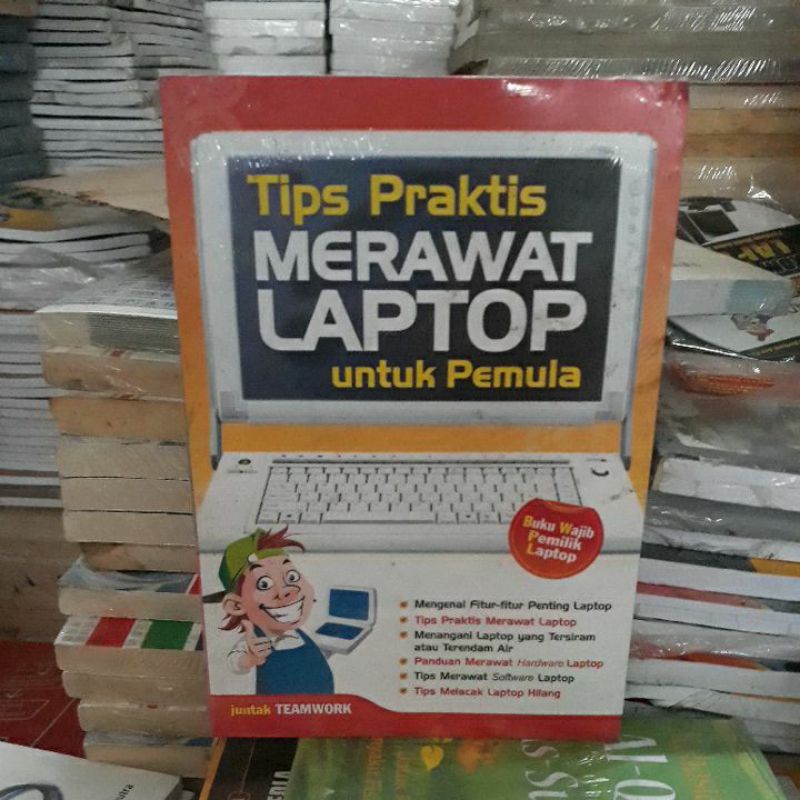 Tips Praktis
MERAWAT
LAPTOP
untuk Pemula
Buku Wajib
Pemilik
Laptop
Mengenal Fitur-fitur Penting Laptop
Tips Praktis Merawat Laptop
Menangani Laptop yang Tersiram
atau Terendam Air
Panduan Merawat Hardware Laptop
Tips Merawat Software Laptop
Tips Melacak Laptop Hilang
juntak TEAMWORK